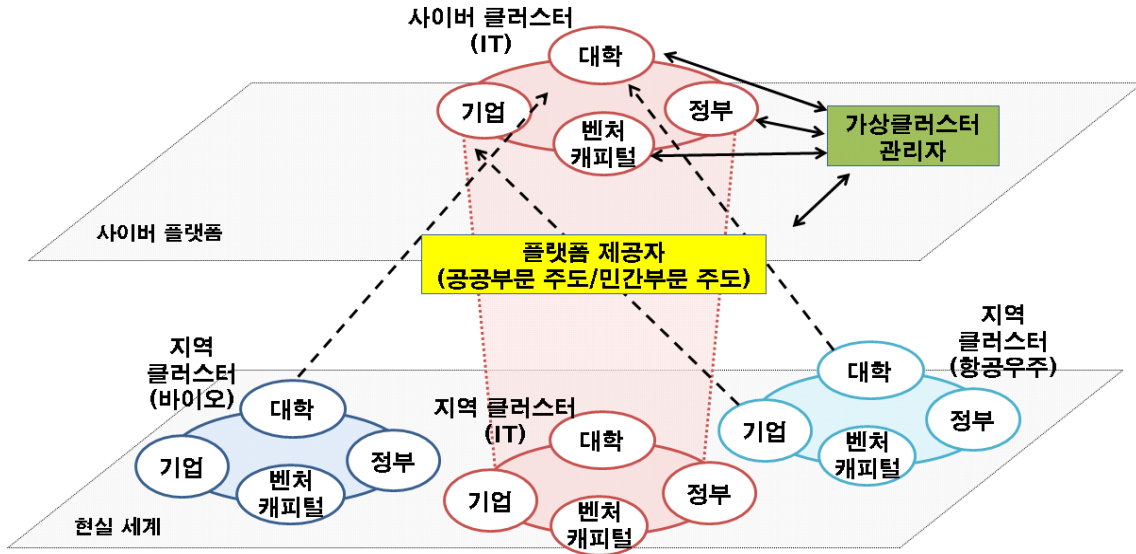 사이버 클러스터
(IT)
대학
기업
정부
벤처
캐피털
가상클러스터
관리자
사이버 플랫폼
플랫폼 제공자
(공공부문 주도/민간부문 주도)
지역
클러스터
(바이오)
대학
기업
정부
벤처
캐피털
지역 클러스터
(IT)
대학
기업
정부
벤처
캐피털
지역
클러스터
(항공우주)
대학
기업
정부
벤처
캐피털
현실 세계